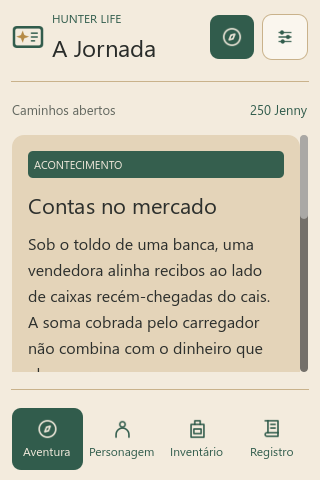 HUNTER LIFE
A Jornada
Caminhos abertos
250 Jenny
ACONTECIMENTO
Contas no mercado
Sob o toldo de uma banca, uma
vendedora alinha recibos ao lado
de caixas recém-chegadas do cais.
A soma cobrada pelo carregador
não combina com o dinheiro que
Aventura
Personagem
Inventário
Registro